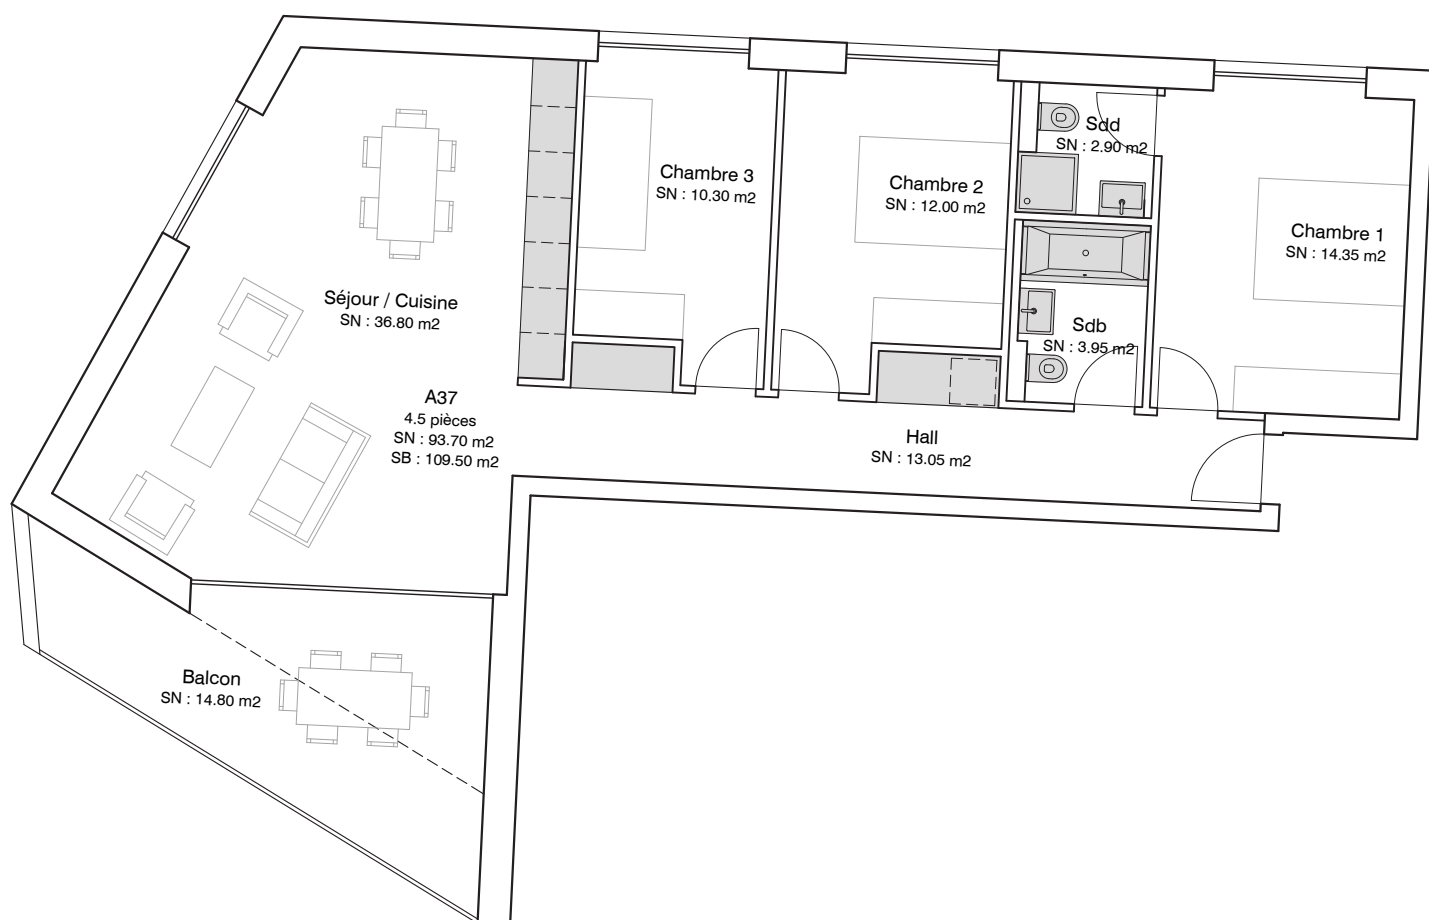 Sdd
SN : 2.90 m2
Chambre 3
SN : 10.30 m2
Chambre 2
SN : 12.00 m2
Chambre 1
SN : 14.35 m2
Séjour / Cuisine
SN : 36.80 m2
Sdb
SN : 3.95 m2
A37
4.5 pièces
SN : 93.70 m2
SB : 109.50 m2
Hall
SN : 13.05 m2
Balcon
SN : 14.80 m2